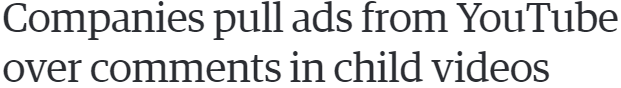 Companies pull ads from YouTube
over comments in child videos